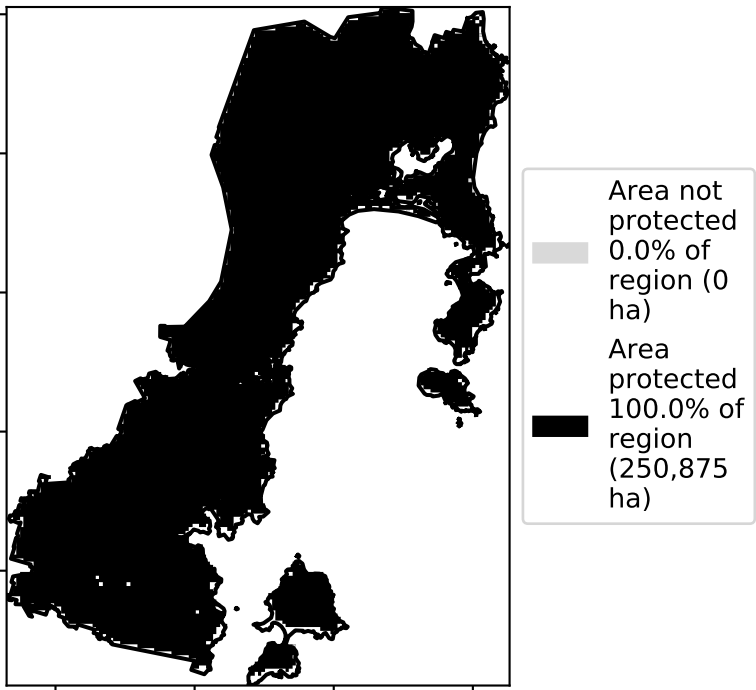 Area not
protected
0.0% of
region (0
ha)
Area
protected
100.0% of
region
(250,875
ha)